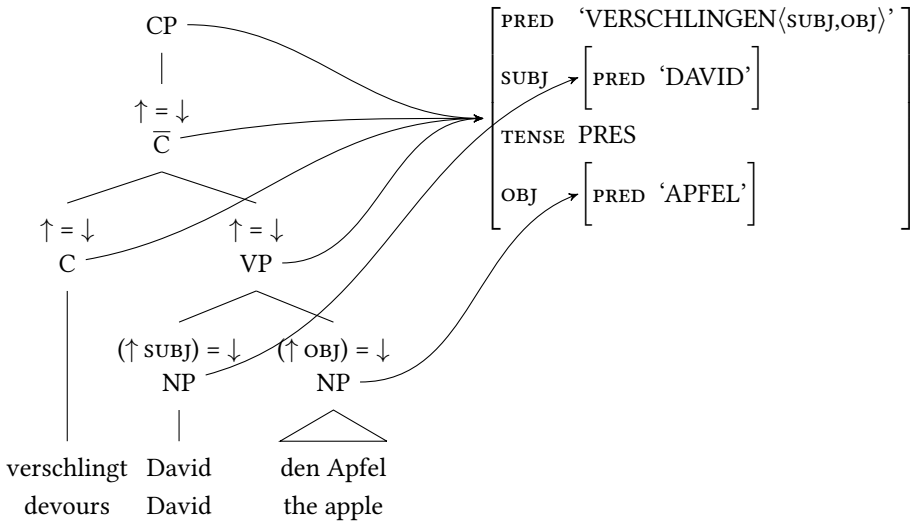 CP
PRED ‘VERSCHLINGEN⟨SUBJ,OBJ⟩’
SUBJ [PRED ‘DAVID’]
↑ = ↓
C̅
TENSE PRES
OBJ [PRED ‘APFEL’]
↑ = ↓ ↑ = ↓
C VP
(↑ SUBJ) = ↓ (↑ OBJ) = ↓
NP NP
verschlingt David den Apfel
devours David the apple